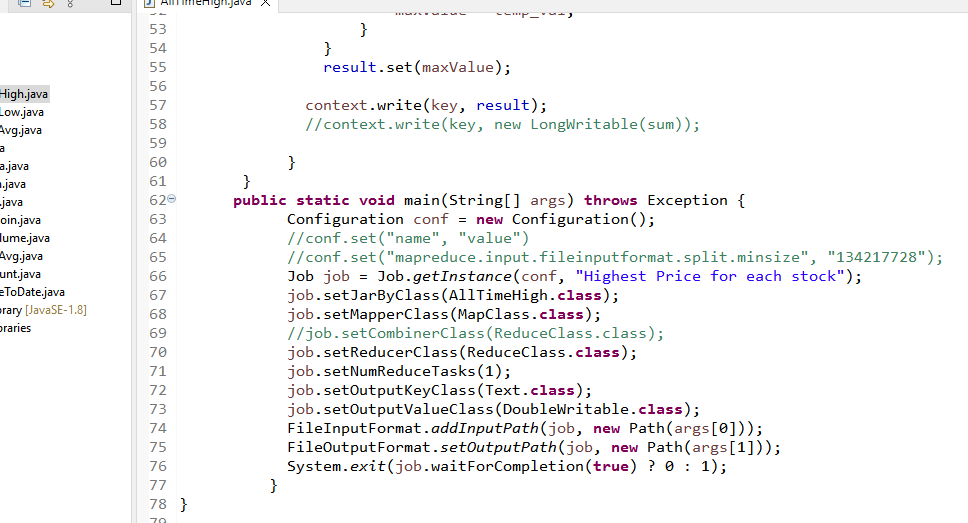 AllTimeHigh.java
High.java
Low.java
Avg.java
a
a.java
.java
.java
oin.java
lume.java
Avg.java
unt.java
eToDate.java
rary [JavaSE-1.8]
braries
52 maxValue = temp_val;
53 }
54 }
55 result.set(maxValue);
56
57 context.write(key, result);
58 //context.write(key, new LongWritable(sum));
59
60 }
61 }
62 public static void main(String[] args) throws Exception {
63 Configuration conf = new Configuration();
64 //conf.set("name", "value")
65 //conf.set("mapreduce.input.fileinputformat.split.minsize", "134217728");
66 Job job = Job.getInstance(conf, "Highest Price for each stock");
67 job.setJarByClass(AllTimeHigh.class);
68 job.setMapperClass(MapClass.class);
69 //job.setCombinerClass(ReduceClass.class);
70 job.setReducerClass(ReduceClass.class);
71 job.setNumReduceTasks(1);
72 job.setOutputKeyClass(Text.class);
73 job.setOutputValueClass(DoubleWritable.class);
74 FileInputFormat.addInputPath(job, new Path(args[0]));
75 FileOutputFormat.setOutputPath(job, new Path(args[1]));
76 System.exit(job.waitForCompletion(true) ? 0 : 1);
77 }
78 }
79